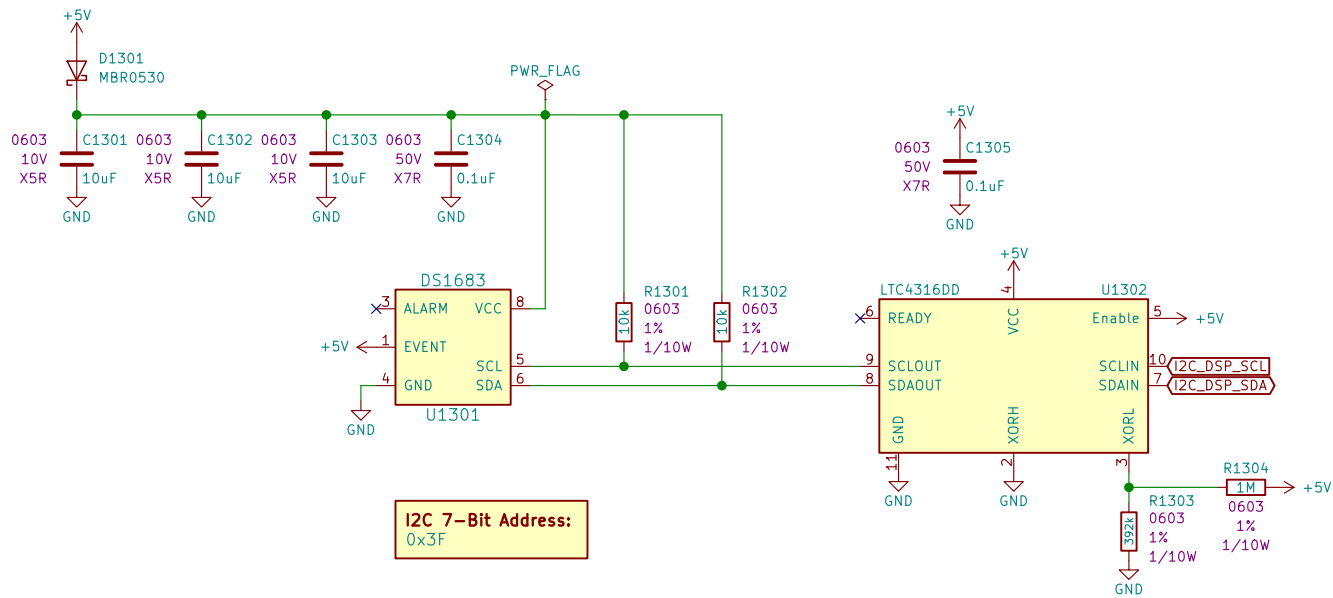 +5V
D1301
MBR0530
PWR_FLAG
0603
10V
X5R
C1301
10uF
GND
0603
10V
X5R
C1302
10uF
GND
0603
10V
X5R
C1303
10uF
GND
0603
50V
X7R
C1304
0.1uF
GND
+5V
0603
50V
X7R
C1305
0.1uF
GND
DS1683
3
ALARM
VCC
8
+5V
1
EVENT
SCL
5
4
GND
SDA
6
U1301
GND
R1301
0603
1%
1/10W
10k
R1302
0603
1%
1/10W
10k
+5V
LTC4316DD
4
U1302
6
READY
VCC
Enable
5
+5V
9
SCLOUT
SCLIN
10
I2C_DSP_SCL
8
SDAOUT
SDAIN
7
I2C_DSP_SDA
GND
XORH
XORL
11
2
3
GND
GND
R1304
1M
+5V
0603
1%
1/10W
R1303
0603
1%
1/10W
392k
GND
I2C 7-Bit Address:
0x3F